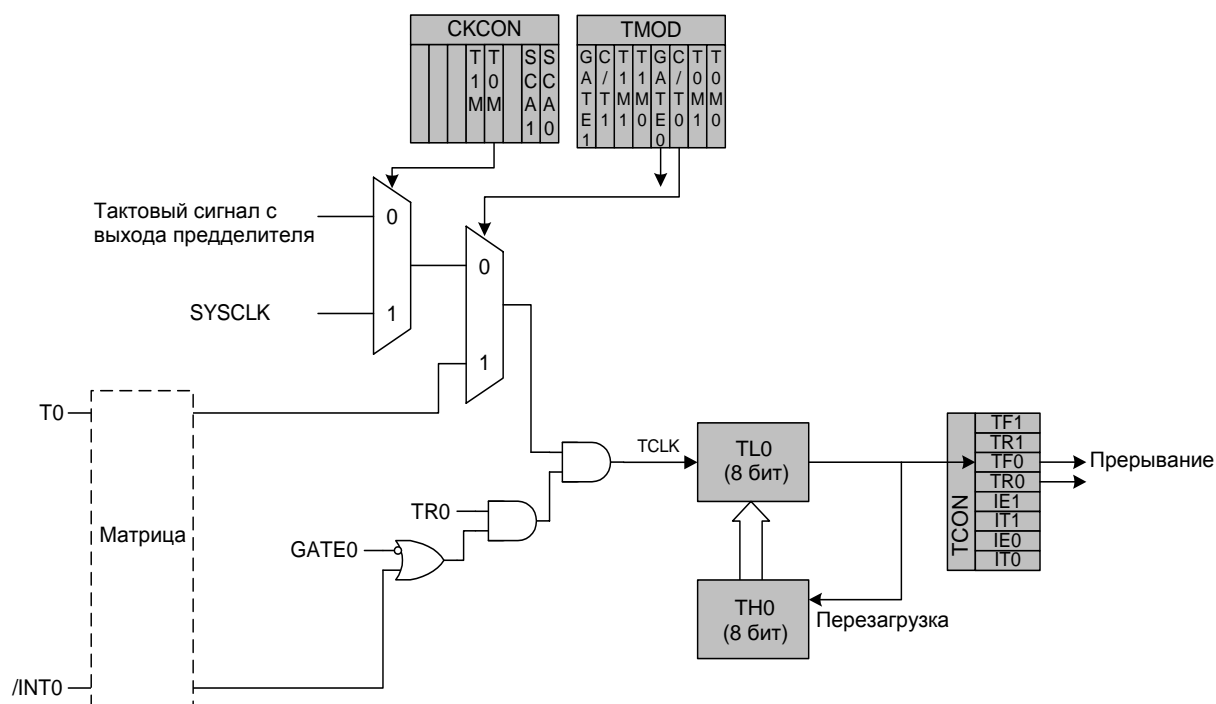 CKCON
T1M
T0M
SCA1
SCA0
TMOD
GATE1
C/T1
T1M1
T1M0
GATE0
C/T0
T0M1
T0M0
Тактовый сигнал с
выхода предделителя
0
1
SYSCLK
0
1
T0
Матрица
/INT0
TR0
GATE0
TCLK
TL0
(8 бит)
TH0
(8 бит)
Перезагрузка
TCON
TF1
TR1
TF0
TR0
IE1
IT1
IE0
IT0
Прерывание